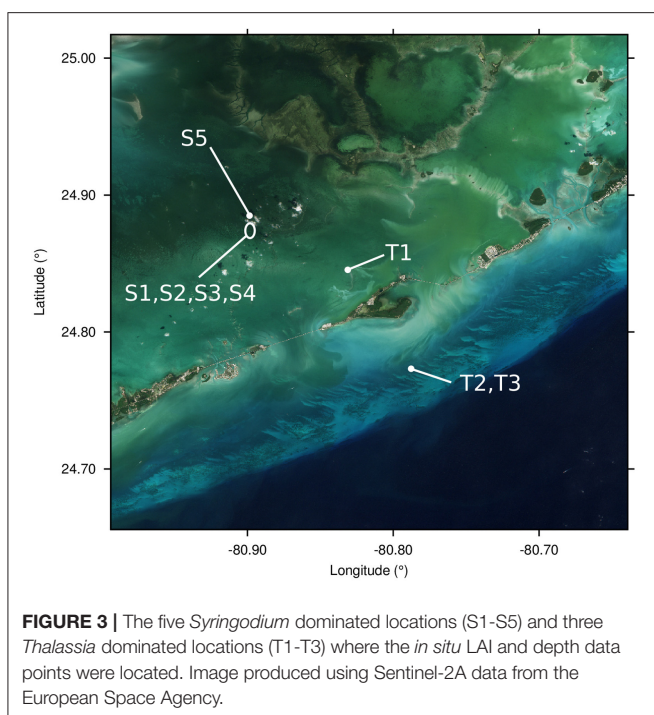 25.00
S5
24.90
T1
S1,S2,S3,S4
Latitude (°)
24.80
T2,T3
24.70
-80.90 -80.80 -80.70
Longitude (°)
FIGURE 3 | The five Syringodium dominated locations (S1-S5) and three
Thalassia dominated locations (T1-T3) where the in situ LAI and depth data
points were located. Image produced using Sentinel-2A data from the
European Space Agency.